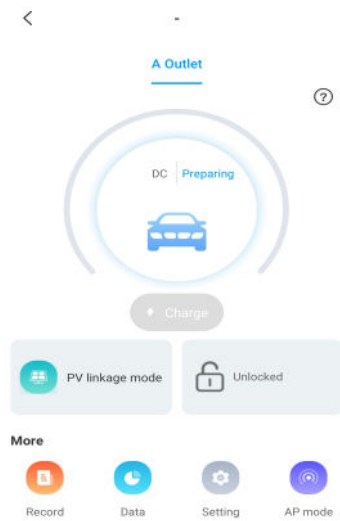 -
A Outlet
DC Preparing
Charge
PV linkage mode
Unlocked
More
Record Data Setting AP mode